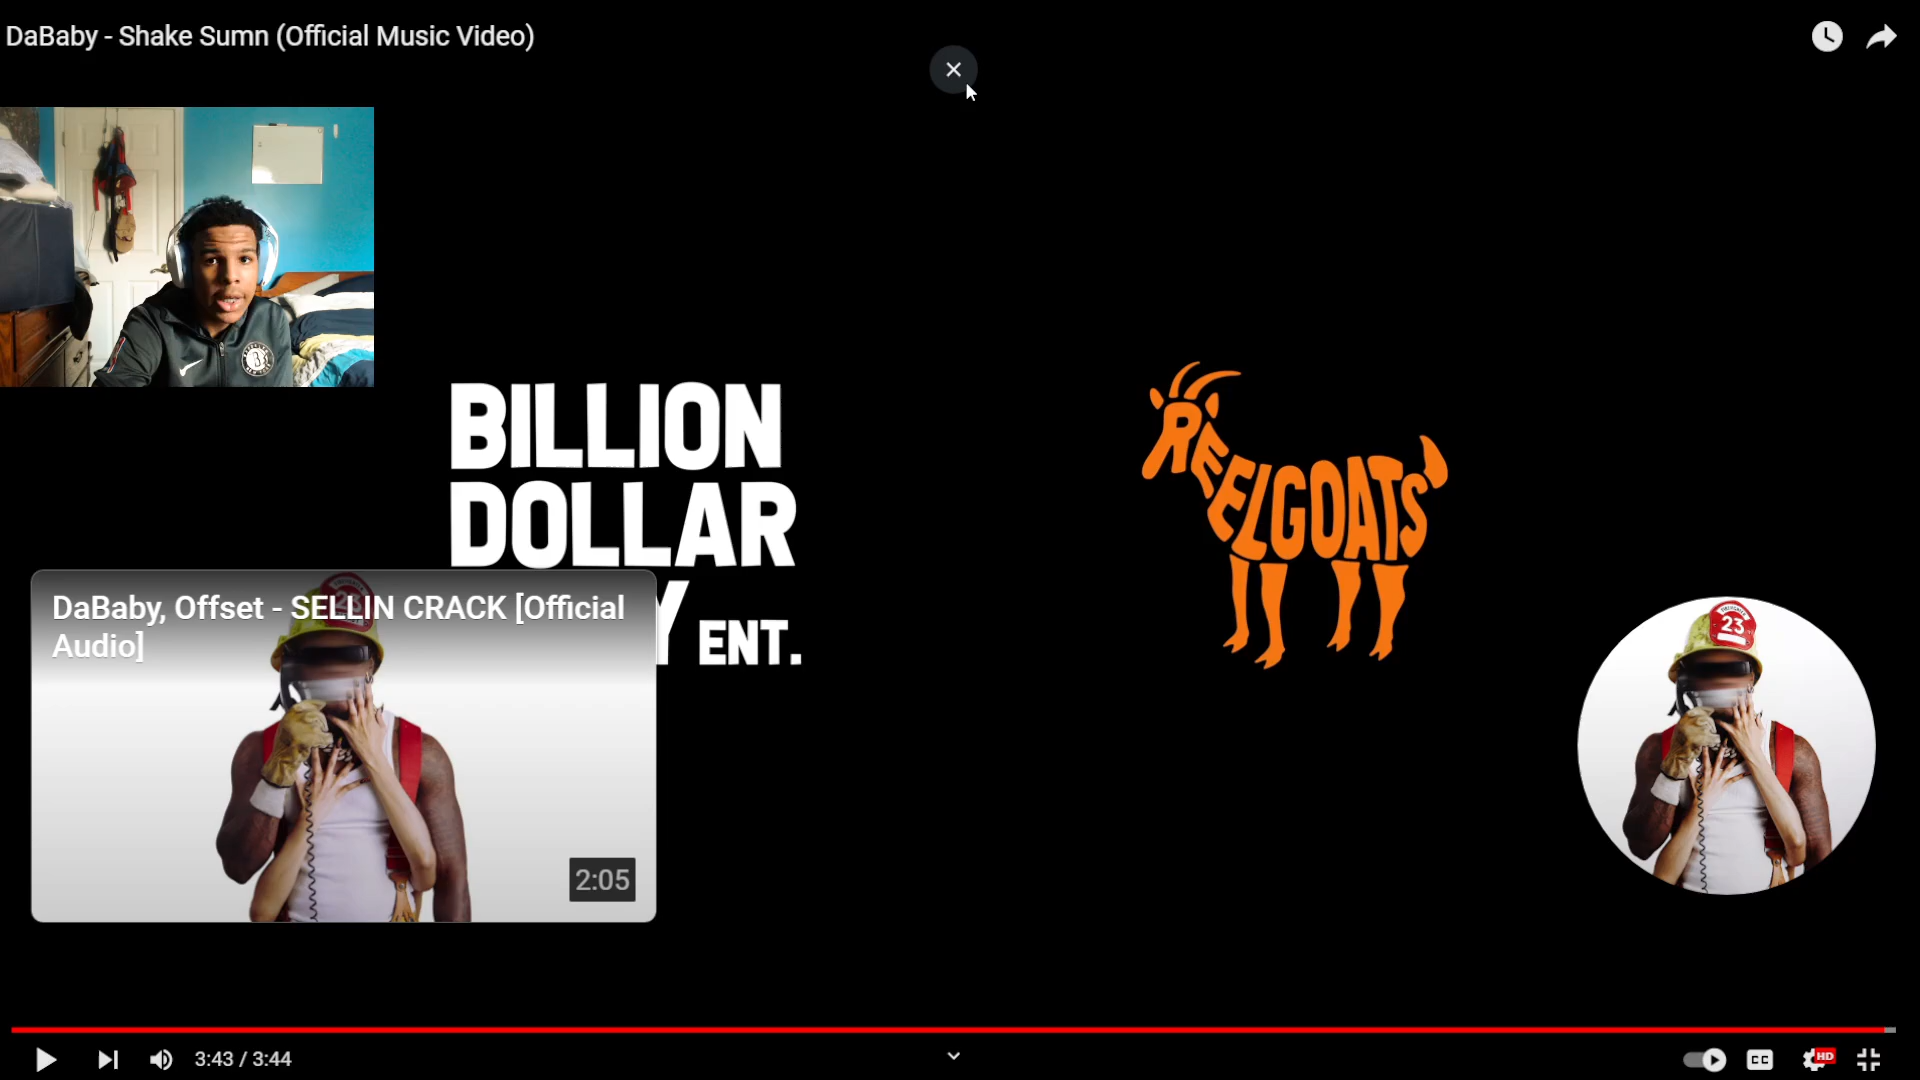 DaBaby - Shake Sumn (Official Music Video)
BILLION
DOLLAR
ENT.
REELGOATS
DaBaby, Offset - SELLIN CRACK [Official
Audio]
2:05
23
3:43 / 3:44
CC
HD